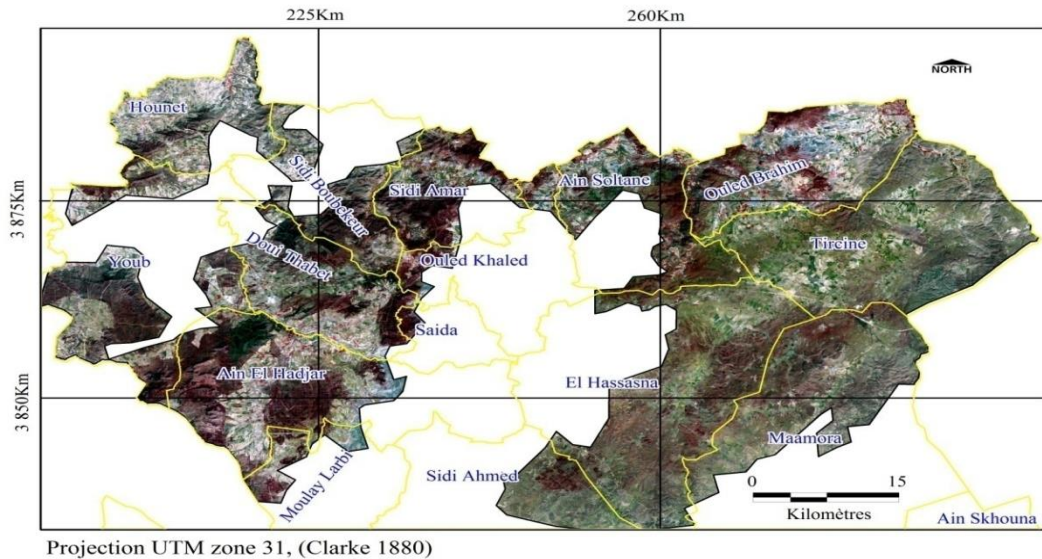 225Km 260Km
NORTH
Hounet
Sidi Boubekeur
Sidi Amar
Ain Soltane
Ouled Brahim
3 875Km
Doui Thabet
Ouled Khaled
Tircine
Youb
Saida
Ain El Hadjar
El Hassasna
3 850Km
Maamora
Moulay Larbi
Sidi Ahmed
0 15
Kilomètres
Ain Skhouna
Projection UTM zone 31, (Clarke 1880)